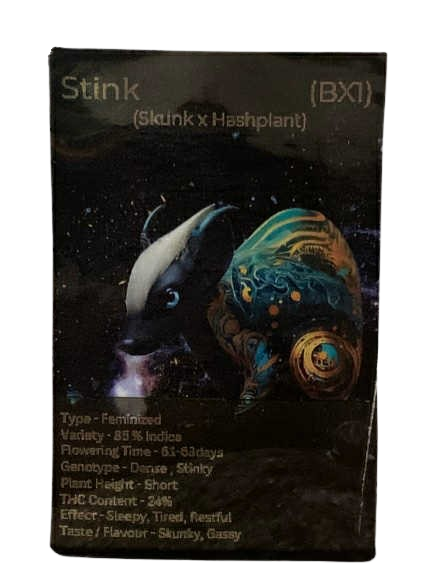 Stink (BX1)
(Skunk x Hashplant)
Type - Feminized
Variety - 85 % Indica
Flowering Time - 61-63days
Genotype - Dense , Stinky
Plant Height - Short
THC Content - 24%
Effect - Sleepy, Tired, Restful
Taste / Flavour - Skunky, Gassy